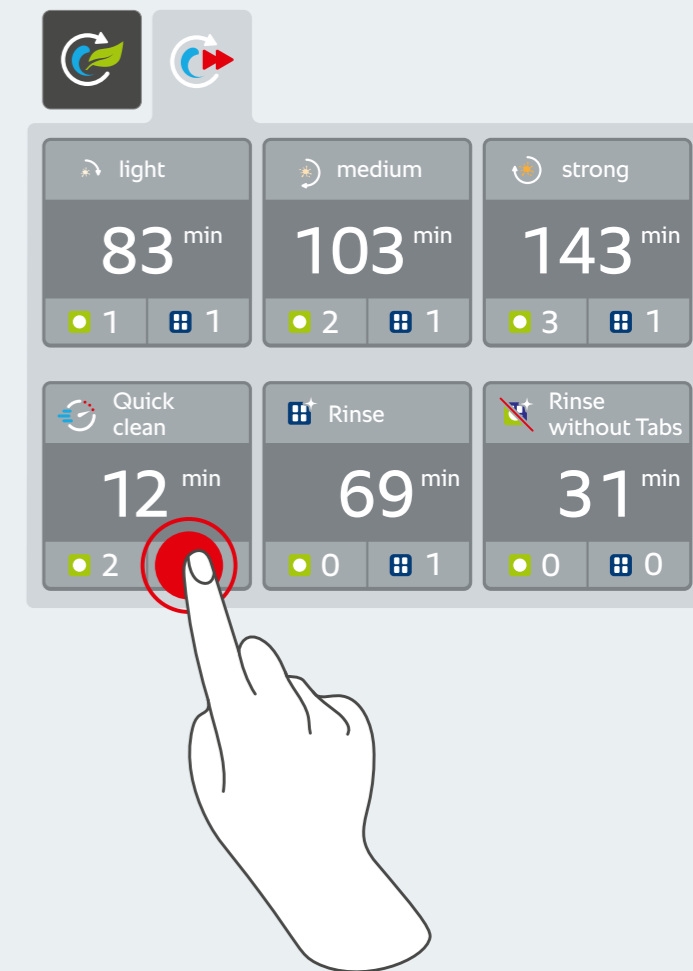 light medium strong
83 min 103 min 143 min
1 1 2 1 3 1
Quick clean Rinse Rinse without Tabs
12 min 69 min 31 min
2 0 1 0 0